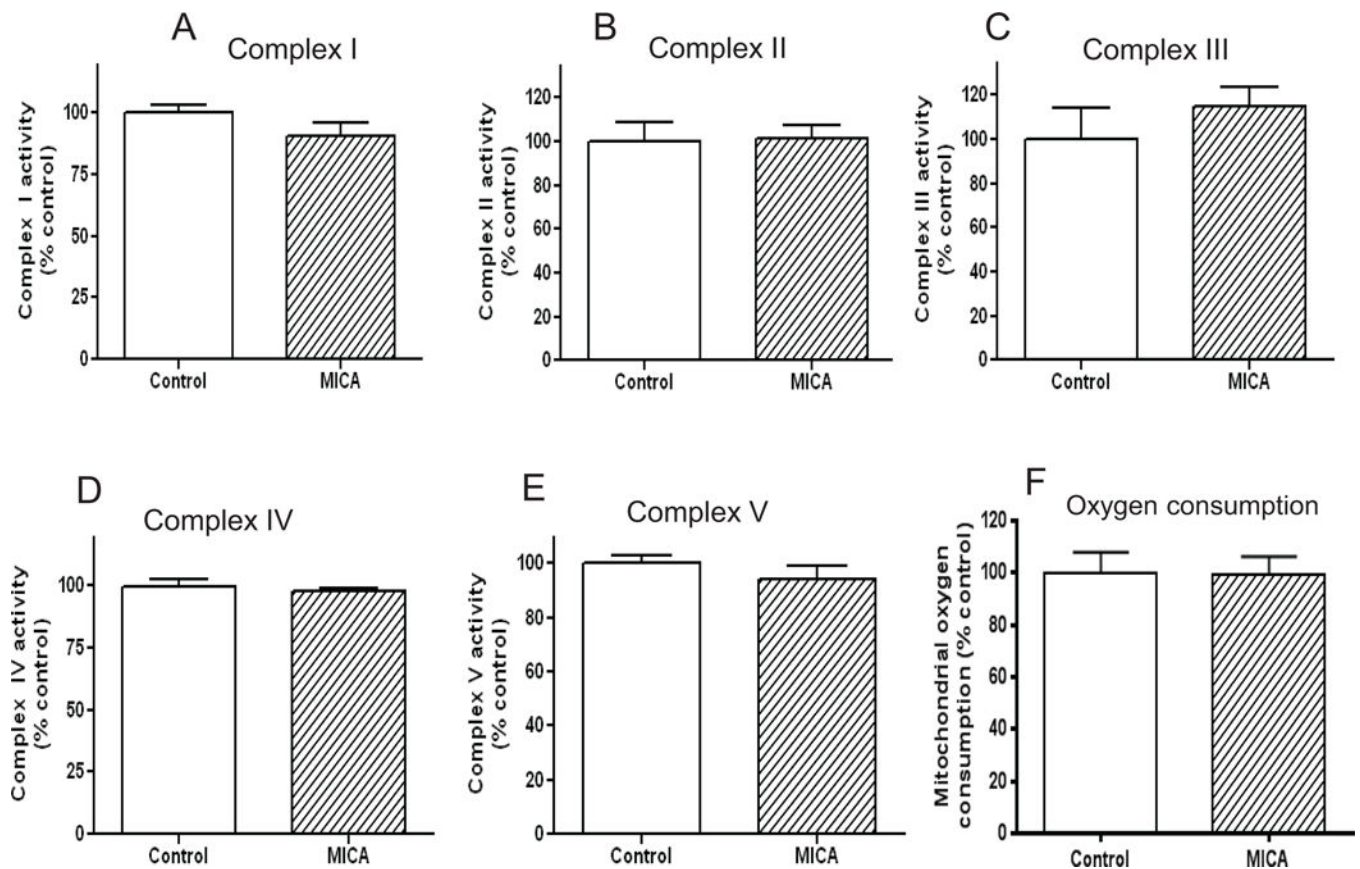 A
Complex I
Complex I activity
(% control)
100
75
50
25
0
Control MICA
B
Complex II
Complex II activity
(% control)
120
100
80
60
40
20
0
Control MICA
C
Complex III
Complex III activity
(% control)
120
100
80
60
40
20
0
Control MICA
D
Complex IV
Complex IV activity
(% control)
100
75
50
25
0
Control MICA
E
Complex V
Complex V activity
(% control)
100
80
60
40
20
0
Control MICA
F
Oxygen consumption
Mitochondrial oxygen
consumption (% control)
120
100
80
60
40
20
0
Control MICA